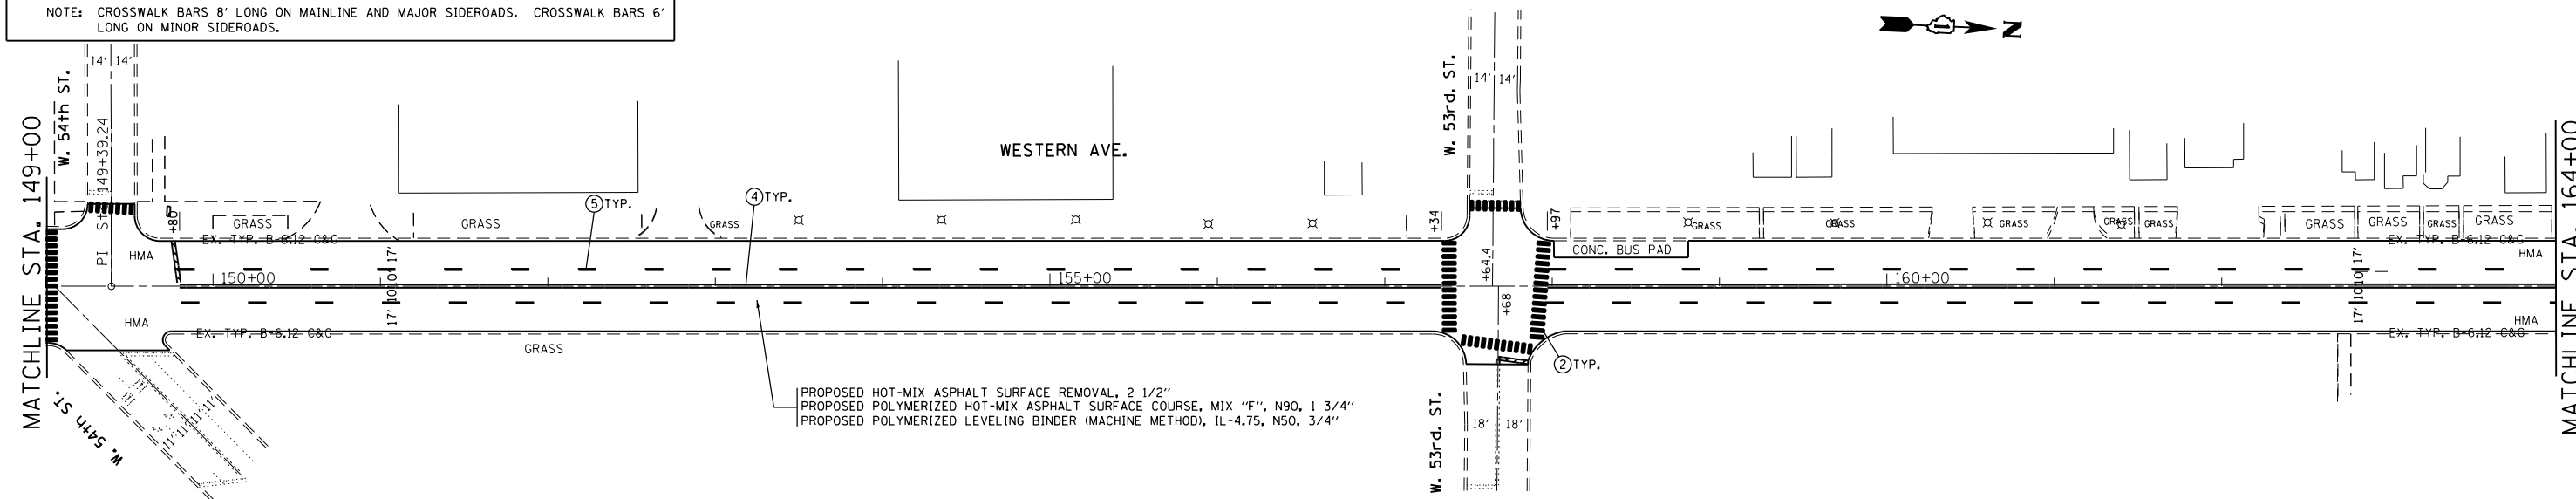 NOTE: CROSSWALK BARS 8' LONG ON MAINLINE AND MAJOR SIDEROADS. CROSSWALK BARS 6'
LONG ON MINOR SIDEROADS.
N
MATCHLINE STA. 149+00
W. 54th ST.
14' 14'
PI STA 149+39.24
+80
GRASS
EX. TYP. B-6.12 C&G
HMA
150+00
17' 10' 10' 17'
HMA
EX. TYP. B-6.12 C&G
GRASS
W. 54th ST.
11' 11' 11' 11'
GRASS
5 TYP.
GRASS
4 TYP.
WESTERN AVE.
155+00
PROPOSED HOT-MIX ASPHALT SURFACE REMOVAL, 2 1/2"
PROPOSED POLYMERIZED HOT-MIX ASPHALT SURFACE COURSE, MIX "F", N90, 1 3/4"
PROPOSED POLYMERIZED LEVELING BINDER (MACHINE METHOD), IL-4.75, N50, 3/4"
W. 53rd. ST.
14' 14'
+34
+97
+64.4
+68
2 TYP.
W. 53rd. ST.
18' 18'
CONC. BUS PAD
GRASS
GRASS
GRASS
GRASS
GRASS
GRASS
GRASS
GRASS
GRASS
160+00
17' 10' 10' 17'
EX. TYP. B-6.12 C&G
HMA
HMA
EX. TYP. B-6.12 C&G
MATCHLINE STA. 164+00